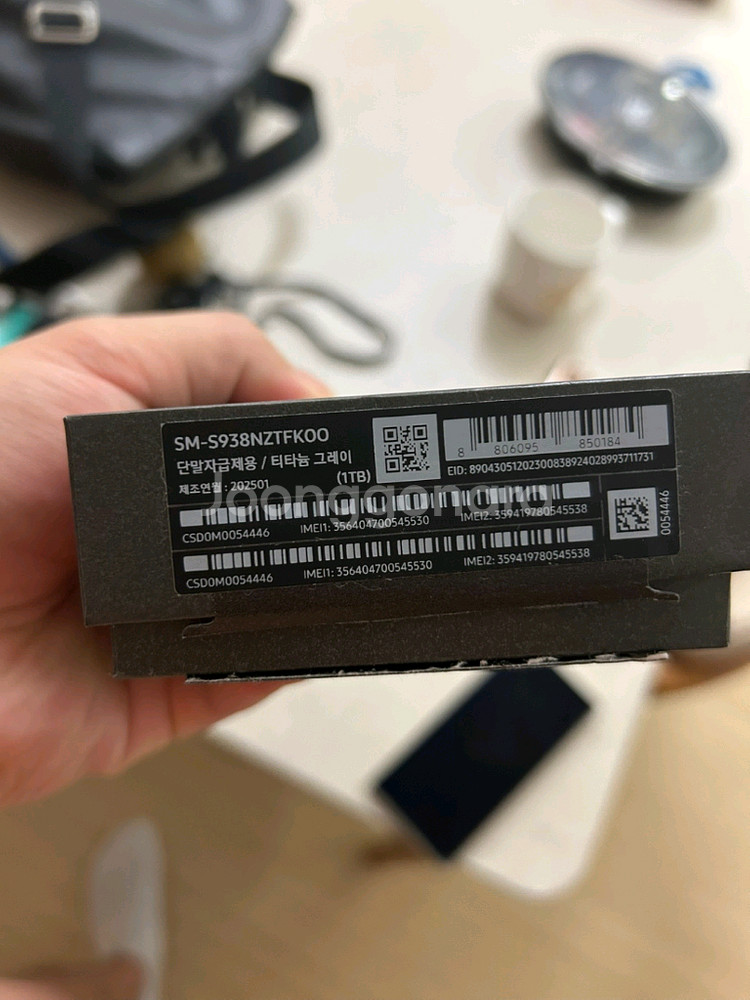 SM-S938NZTFKOO
단말자급제용 / 티타늄 그레이
(1TB)
제조연월 : 202501
8 806095 850184
EID: 89043051202300838924028993711731
CSD0M0054446 IMEI1: 356404700545530 IMEI2: 359419780545538
CSD0M0054446 IMEI1: 356404700545530 IMEI2: 359419780545538
0054446
Joonggonara